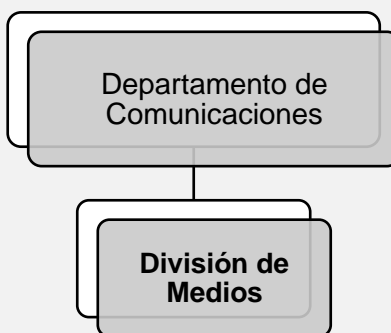 Departamento de
Comunicaciones
División de
Medios